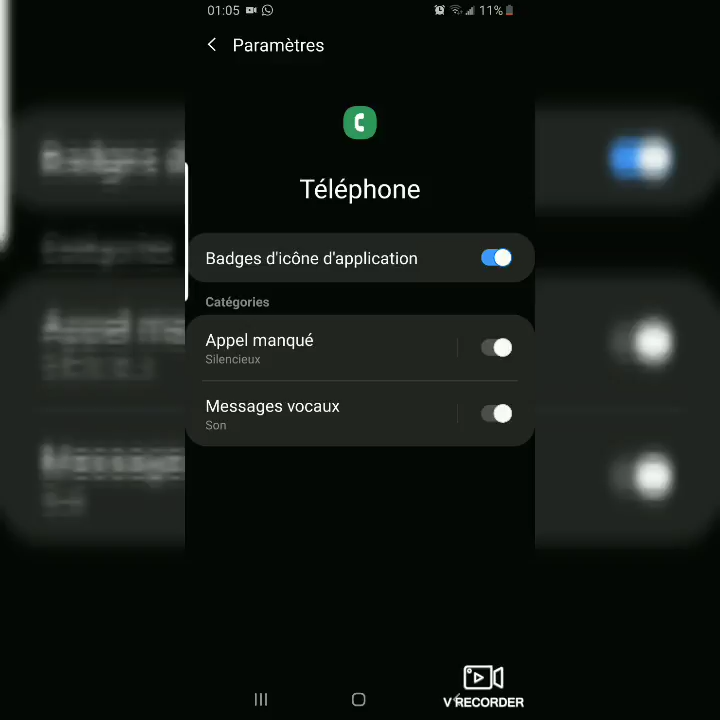 01:05
11%
Paramètres
Téléphone
Badges d'icône d'application
Catégories
Appel manqué
Silencieux
Messages vocaux
Son
V RECORDER